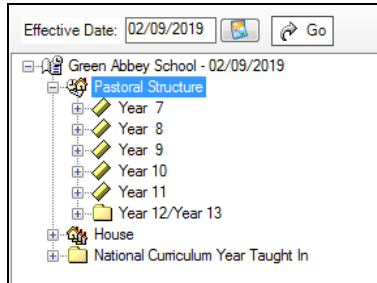 Effective Date: 02/09/2019 Go
Green Abbey School - 02/09/2019
Pastoral Structure
Year 7
Year 8
Year 9
Year 10
Year 11
Year 12/Year 13
House
National Curriculum Year Taught In